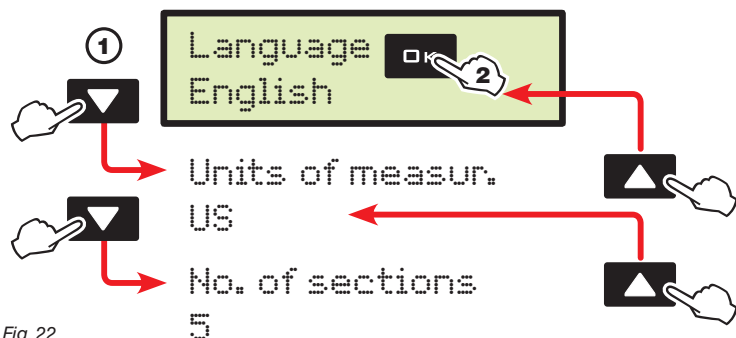 1
Language
OK
2
English
Units of measur.
US
No. of sections
5
Fig. 22